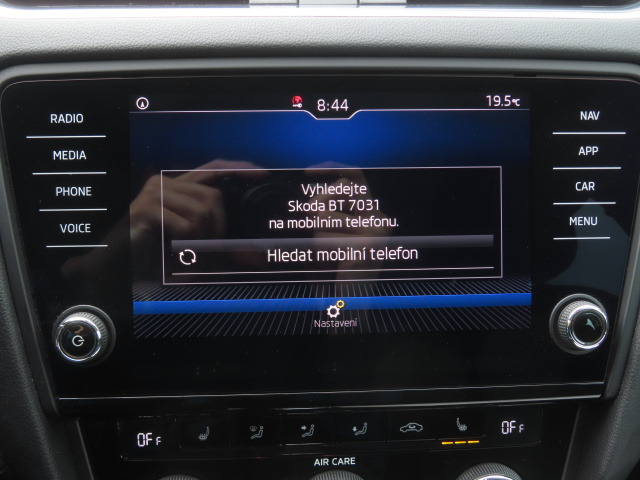 8:44
19.5°C
RADIO
MEDIA
PHONE
VOICE
NAV
APP
CAR
MENU
Vyhledejte
Skoda BT 7031
na mobilním telefonu.
Hledat mobilní telefon
Nastavení
OFF
OFF
AIR CARE